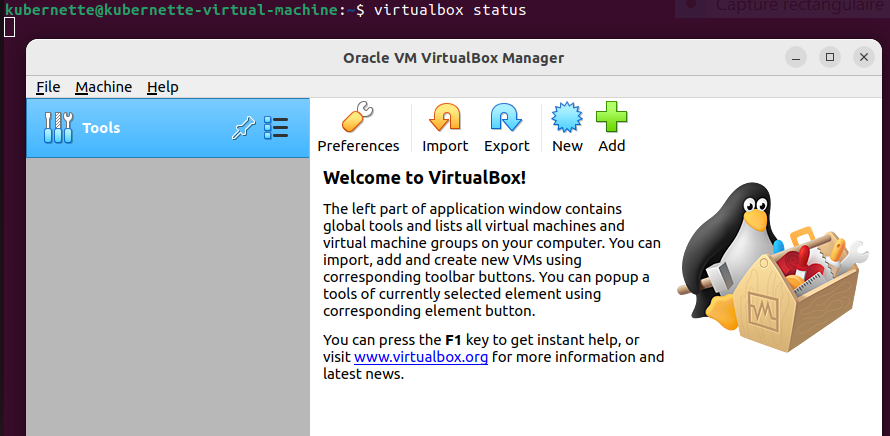 kubernette@kubernette-virtual-machine:~$ virtualbox status
Capture rectangulaire
Oracle VM VirtualBox Manager
File Machine Help
Tools
Preferences Import Export New Add
Welcome to VirtualBox!
The left part of application window contains
global tools and lists all virtual machines and
virtual machine groups on your computer. You can
import, add and create new VMs using
corresponding toolbar buttons. You can popup a
tools of currently selected element using
corresponding element button.
You can press the F1 key to get instant help, or
visit www.virtualbox.org for more information and
latest news.